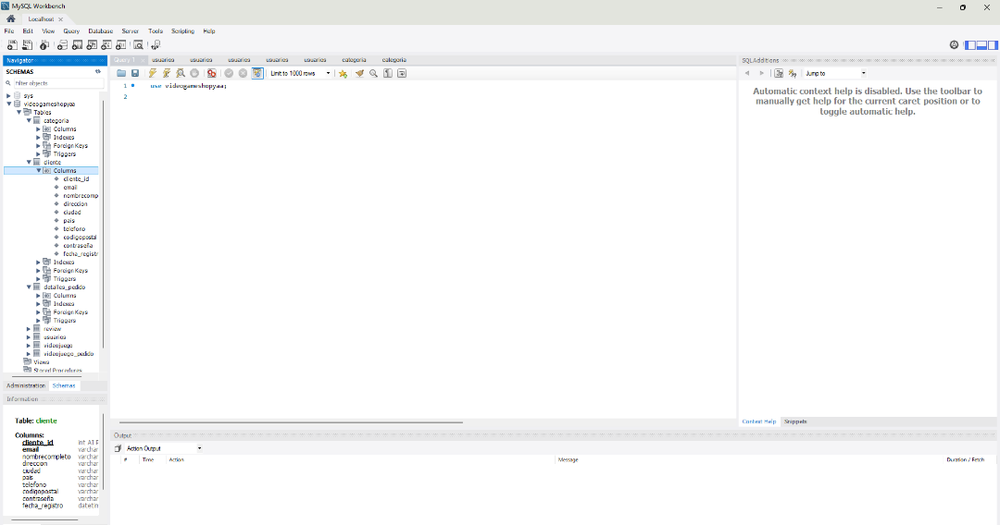 MySQL Workbench
Localhost
File Edit View Query Database Server Tools Scripting Help
Navigator
SCHEMAS
Filter objects
sys
videogameshopyaa
Tables
categoria
Columns
Indexes
Foreign Keys
Triggers
cliente
Columns
cliente_id
email
nombrecomp
direccion
ciudad
pais
telefono
codigopostal
contraseña
fecha_registr
Indexes
Foreign Keys
Triggers
detalles_pedido
Columns
Indexes
Foreign Keys
Triggers
review
usuarios
videojuego
videojuego_pedido
Views
Stored Procedures
Administration Schemas
Information
Table: cliente
Columns:
cliente_id int AI P
email varchar
nombrecompleto varchar
direccion varchar
ciudad varchar
pais varchar
telefono varchar
codigopostal varchar
contraseña varchar
fecha_registro datetim
Query 1 usuarios usuarios usuarios usuarios usuarios categoria categoria
Limit to 1000 rows
1 use videogameshopyaa;
2
Output
Action Output
# Time Action Message Duration / Fetch
SQLAdditions
Jump to
Automatic context help is disabled. Use the toolbar to
manually get help for the current caret position or to
toggle automatic help.
Context Help Snippets